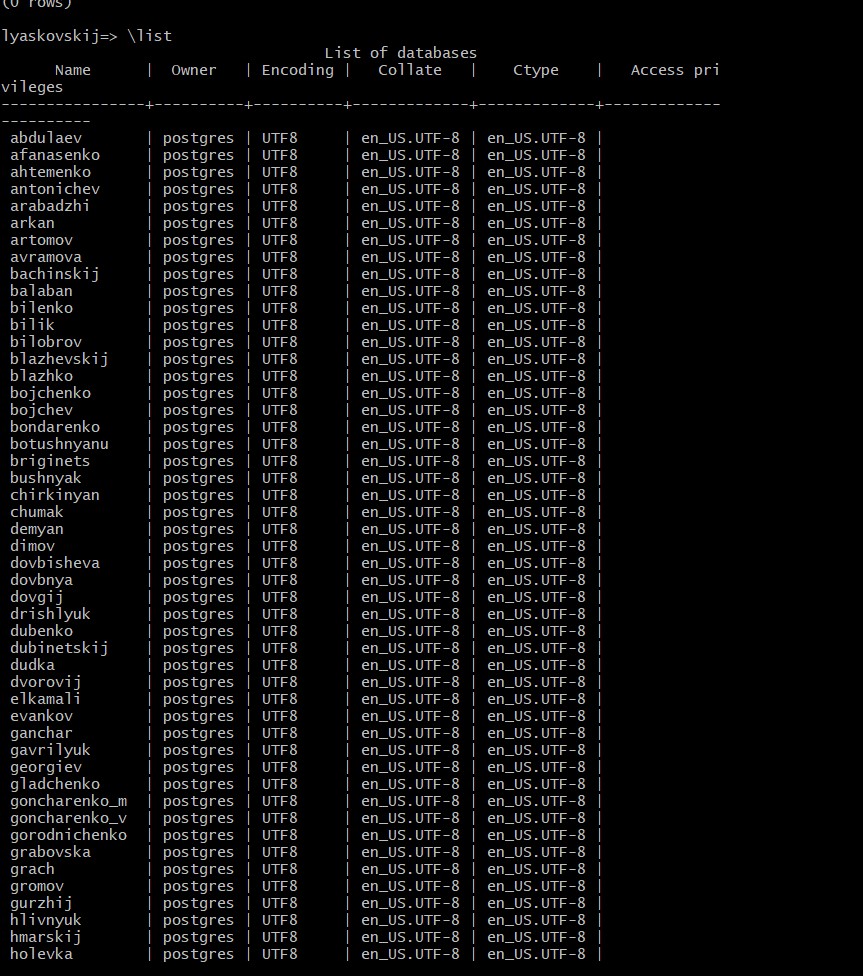 (0 rows)
lyaskovskij=> \list
List of databases
Name | Owner | Encoding | Collate | Ctype | Access pri
vileges
----------------+----------+----------+-------------+-------------+-------------
----------
abdulaev | postgres | UTF8 | en_US.UTF-8 | en_US.UTF-8 |
afanasenko | postgres | UTF8 | en_US.UTF-8 | en_US.UTF-8 |
ahtemenko | postgres | UTF8 | en_US.UTF-8 | en_US.UTF-8 |
antonichev | postgres | UTF8 | en_US.UTF-8 | en_US.UTF-8 |
arabadzhi | postgres | UTF8 | en_US.UTF-8 | en_US.UTF-8 |
arkan | postgres | UTF8 | en_US.UTF-8 | en_US.UTF-8 |
artomov | postgres | UTF8 | en_US.UTF-8 | en_US.UTF-8 |
avramova | postgres | UTF8 | en_US.UTF-8 | en_US.UTF-8 |
bachinskij | postgres | UTF8 | en_US.UTF-8 | en_US.UTF-8 |
balaban | postgres | UTF8 | en_US.UTF-8 | en_US.UTF-8 |
bilenko | postgres | UTF8 | en_US.UTF-8 | en_US.UTF-8 |
bilik | postgres | UTF8 | en_US.UTF-8 | en_US.UTF-8 |
bilobrov | postgres | UTF8 | en_US.UTF-8 | en_US.UTF-8 |
blazhevskij | postgres | UTF8 | en_US.UTF-8 | en_US.UTF-8 |
blazhko | postgres | UTF8 | en_US.UTF-8 | en_US.UTF-8 |
bojchenko | postgres | UTF8 | en_US.UTF-8 | en_US.UTF-8 |
bojchev | postgres | UTF8 | en_US.UTF-8 | en_US.UTF-8 |
bondarenko | postgres | UTF8 | en_US.UTF-8 | en_US.UTF-8 |
botushnyanu | postgres | UTF8 | en_US.UTF-8 | en_US.UTF-8 |
briginets | postgres | UTF8 | en_US.UTF-8 | en_US.UTF-8 |
bushnyak | postgres | UTF8 | en_US.UTF-8 | en_US.UTF-8 |
chirkinyan | postgres | UTF8 | en_US.UTF-8 | en_US.UTF-8 |
chumak | postgres | UTF8 | en_US.UTF-8 | en_US.UTF-8 |
demyan | postgres | UTF8 | en_US.UTF-8 | en_US.UTF-8 |
dimov | postgres | UTF8 | en_US.UTF-8 | en_US.UTF-8 |
dovbisheva | postgres | UTF8 | en_US.UTF-8 | en_US.UTF-8 |
dovbnya | postgres | UTF8 | en_US.UTF-8 | en_US.UTF-8 |
dovgij | postgres | UTF8 | en_US.UTF-8 | en_US.UTF-8 |
drishlyuk | postgres | UTF8 | en_US.UTF-8 | en_US.UTF-8 |
dubenko | postgres | UTF8 | en_US.UTF-8 | en_US.UTF-8 |
dubinetskij | postgres | UTF8 | en_US.UTF-8 | en_US.UTF-8 |
dudka | postgres | UTF8 | en_US.UTF-8 | en_US.UTF-8 |
dvorovij | postgres | UTF8 | en_US.UTF-8 | en_US.UTF-8 |
elkamali | postgres | UTF8 | en_US.UTF-8 | en_US.UTF-8 |
evankov | postgres | UTF8 | en_US.UTF-8 | en_US.UTF-8 |
ganchar | postgres | UTF8 | en_US.UTF-8 | en_US.UTF-8 |
gavrilyuk | postgres | UTF8 | en_US.UTF-8 | en_US.UTF-8 |
georgiev | postgres | UTF8 | en_US.UTF-8 | en_US.UTF-8 |
gladchenko | postgres | UTF8 | en_US.UTF-8 | en_US.UTF-8 |
goncharenko_m | postgres | UTF8 | en_US.UTF-8 | en_US.UTF-8 |
goncharenko_v | postgres | UTF8 | en_US.UTF-8 | en_US.UTF-8 |
gorodnichenko | postgres | UTF8 | en_US.UTF-8 | en_US.UTF-8 |
grabovska | postgres | UTF8 | en_US.UTF-8 | en_US.UTF-8 |
grach | postgres | UTF8 | en_US.UTF-8 | en_US.UTF-8 |
gromov | postgres | UTF8 | en_US.UTF-8 | en_US.UTF-8 |
gurzhij | postgres | UTF8 | en_US.UTF-8 | en_US.UTF-8 |
hlivnyuk | postgres | UTF8 | en_US.UTF-8 | en_US.UTF-8 |
hmarskij | postgres | UTF8 | en_US.UTF-8 | en_US.UTF-8 |
holevka | postgres | UTF8 | en_US.UTF-8 | en_US.UTF-8 |